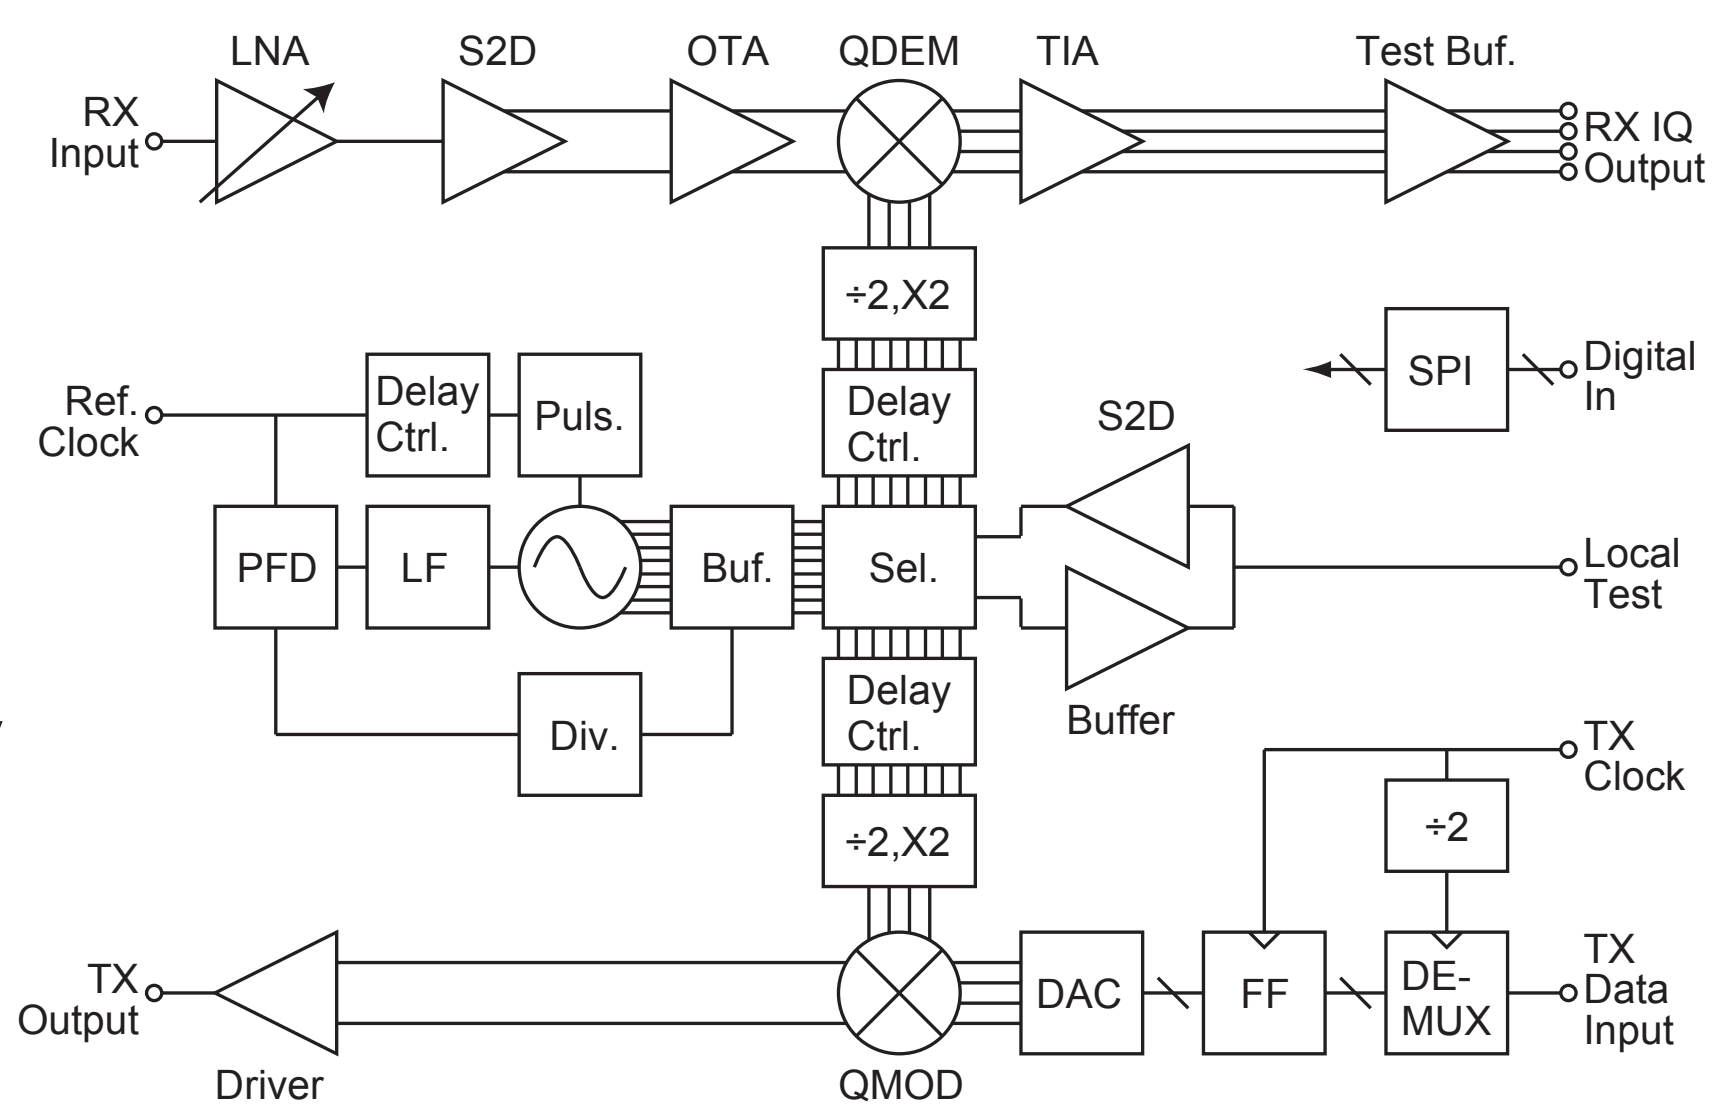 LNA
S2D
OTA
QDEM
TIA
Test Buf.
RX
Input
RX IQ
Output
÷2,X2
Ref.
Clock
Delay
Ctrl.
Puls.
Delay
Ctrl.
S2D
SPI
Digital
In
PFD
LF
Buf.
Sel.
Local
Test
Div.
Delay
Ctrl.
Buffer
TX
Clock
÷2,X2
÷2
TX
Output
Driver
QMOD
DAC
FF
DE-
MUX
TX
Data
Input